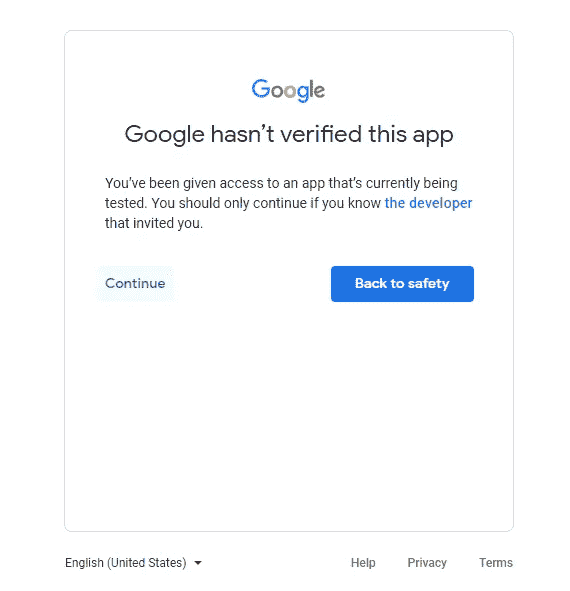 Google
Google hasn’t verified this app
You’ve been given access to an app that’s currently being
tested. You should only continue if you know the developer
that invited you.
Continue
Back to safety
English (United States)
Help
Privacy
Terms